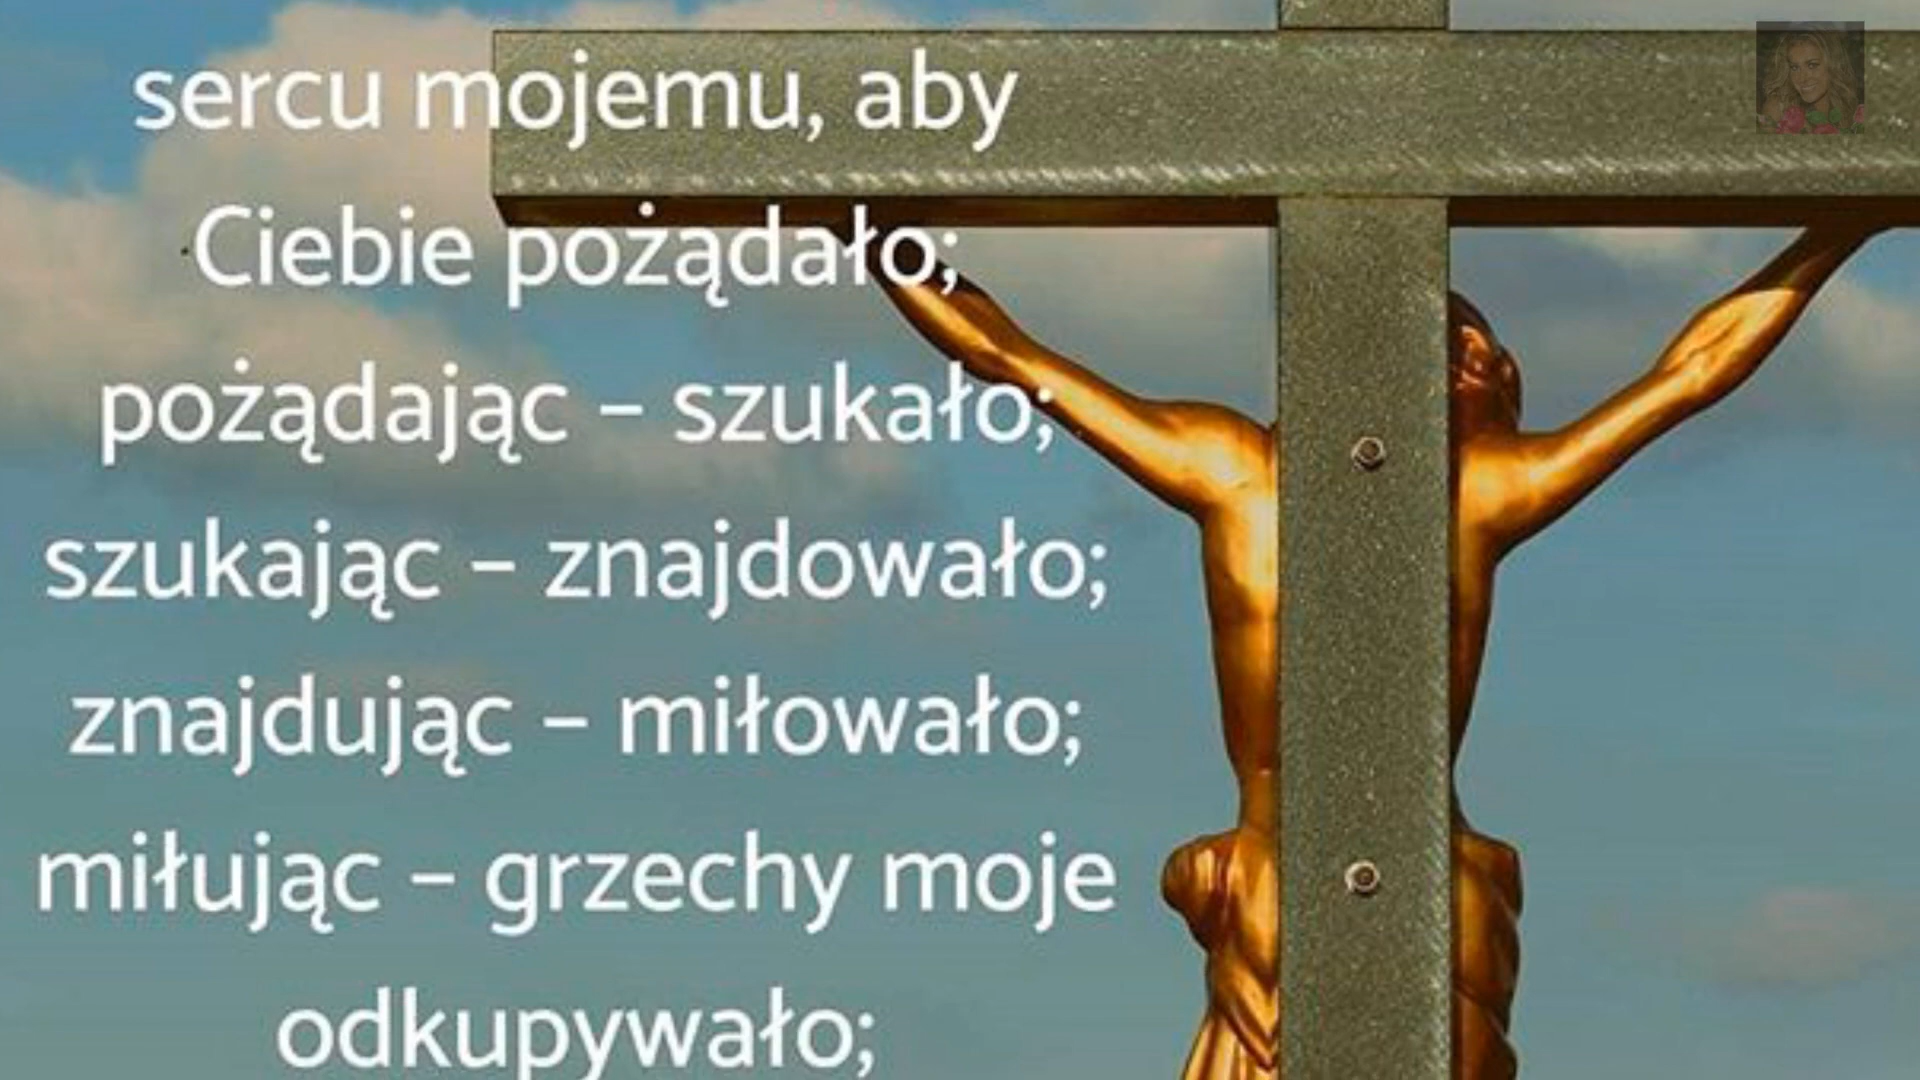 sercu mojemu, aby
Ciebie pożądało;
pożądając – szukało;
szukając – znajdowało;
znajdując – miłowało;
miłując – grzechy moje
odkupywało;